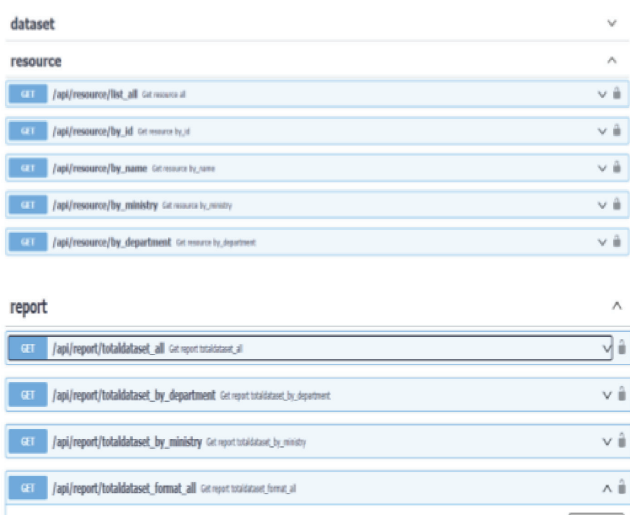 dataset
resource
GET /api/resource/list_all Get resource all
GET /api/resource/by_id Get resource by_id
GET /api/resource/by_name Get resource by_name
GET /api/resource/by_ministry Get resource by_ministry
GET /api/resource/by_department Get resource by_department
report
GET /api/report/totaldataset_all Get report totaldataset_all
GET /api/report/totaldataset_by_department Get report totaldataset_by_department
GET /api/report/totaldataset_by_ministry Get report totaldataset_by_ministry
GET /api/report/totaldataset_format_all Get report totaldataset_format_all